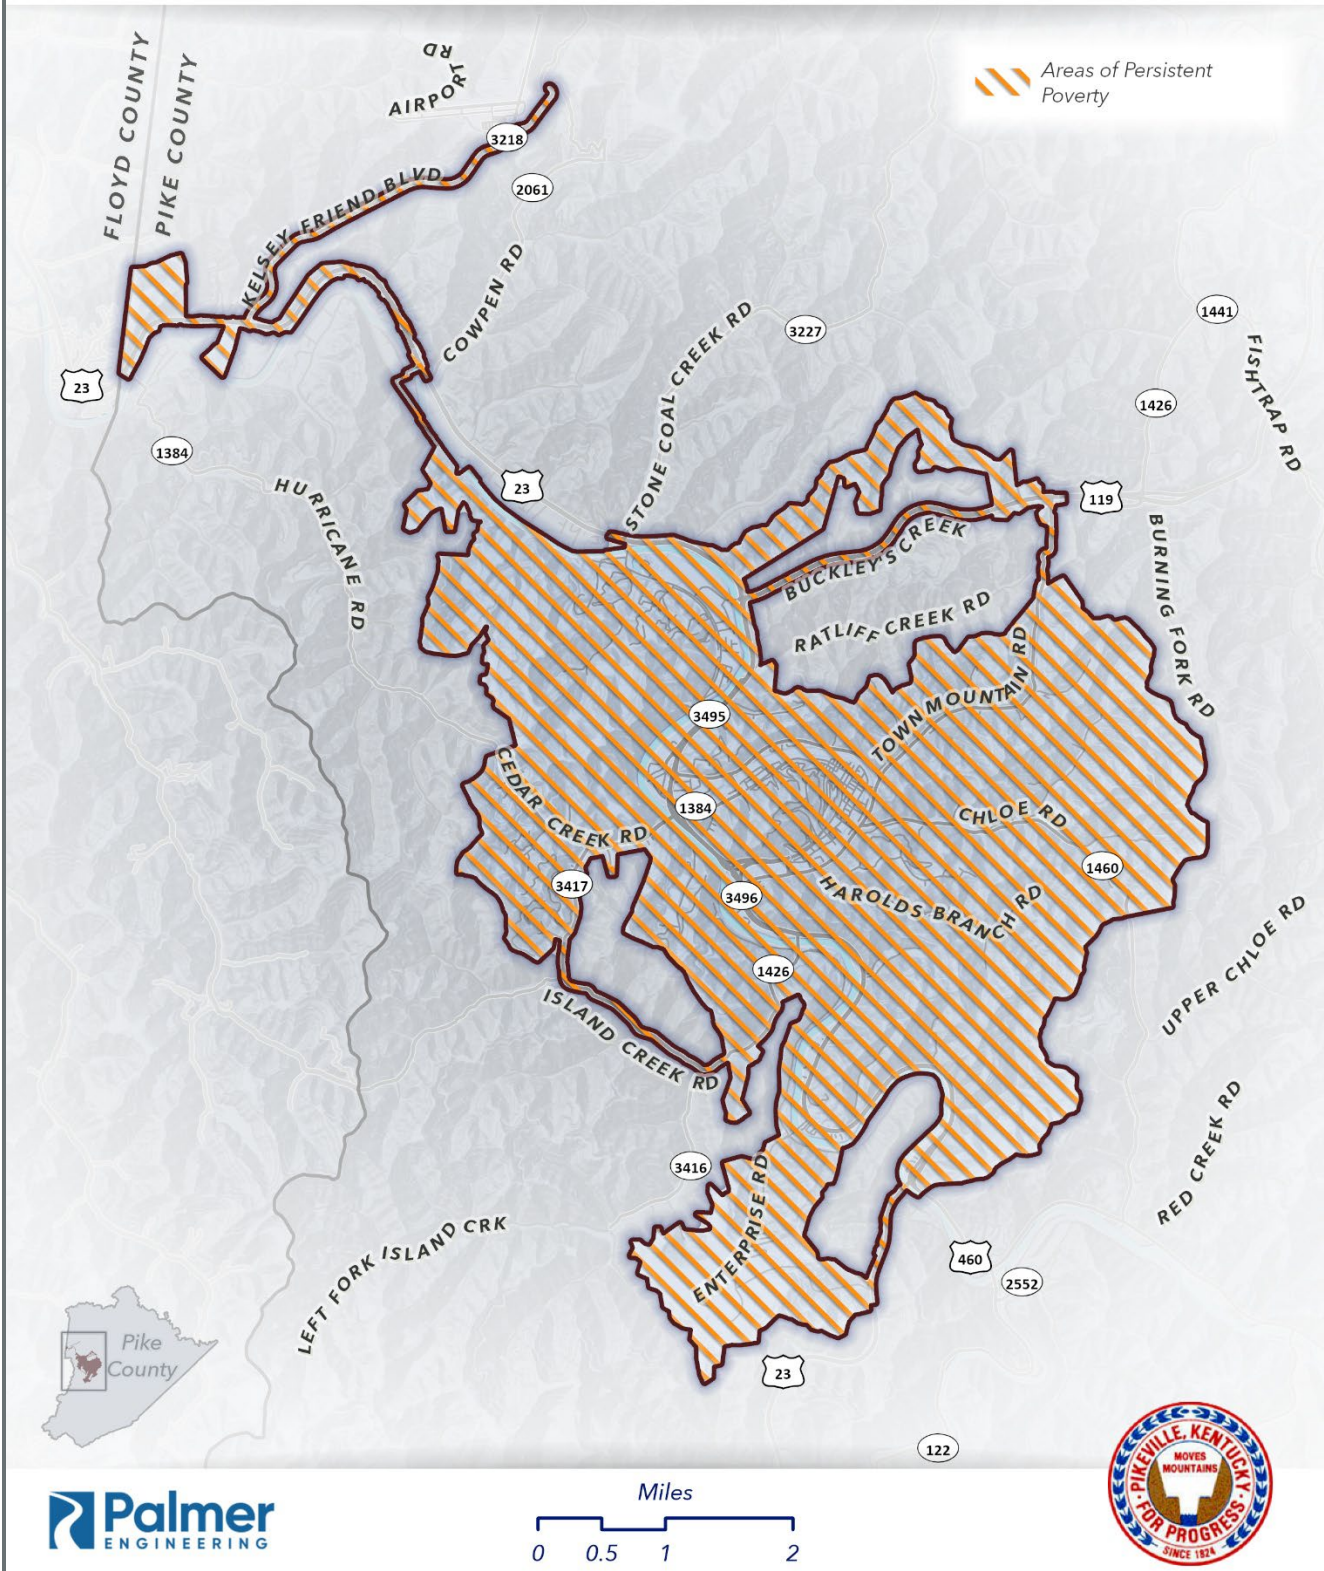 Areas of Persistent
Poverty
FLOYD COUNTY
PIKE COUNTY
AIRPORT RD
3218
2061
KELSEY FRIEND BLVD
COWPEN RD
STONE COAL CREEK RD
3227
1441
FISHTRAP RD
23
1384
1426
HURRICANE RD
23
119
BUCKLEY'S CREEK
BURNING FORK RD
RATLIFF CREEK RD
TOWN MOUNTAIN RD
3495
CEDAR CREEK RD
1384
CHLOE RD
1460
3417
3496
HAROLDS BRANCH RD
UPPER CHLOE RD
1426
ISLAND CREEK RD
RED CREEK RD
3416
ENTERPRISE RD
LEFT FORK ISLAND CRK
460
2552
Pike
County
23
122
Palmer
ENGINEERING
Miles
0 0.5 1 2
PIKEVILLE, KENTUCKY
MOVES
MOUNTAINS
FOR PROGRESS
SINCE 1824